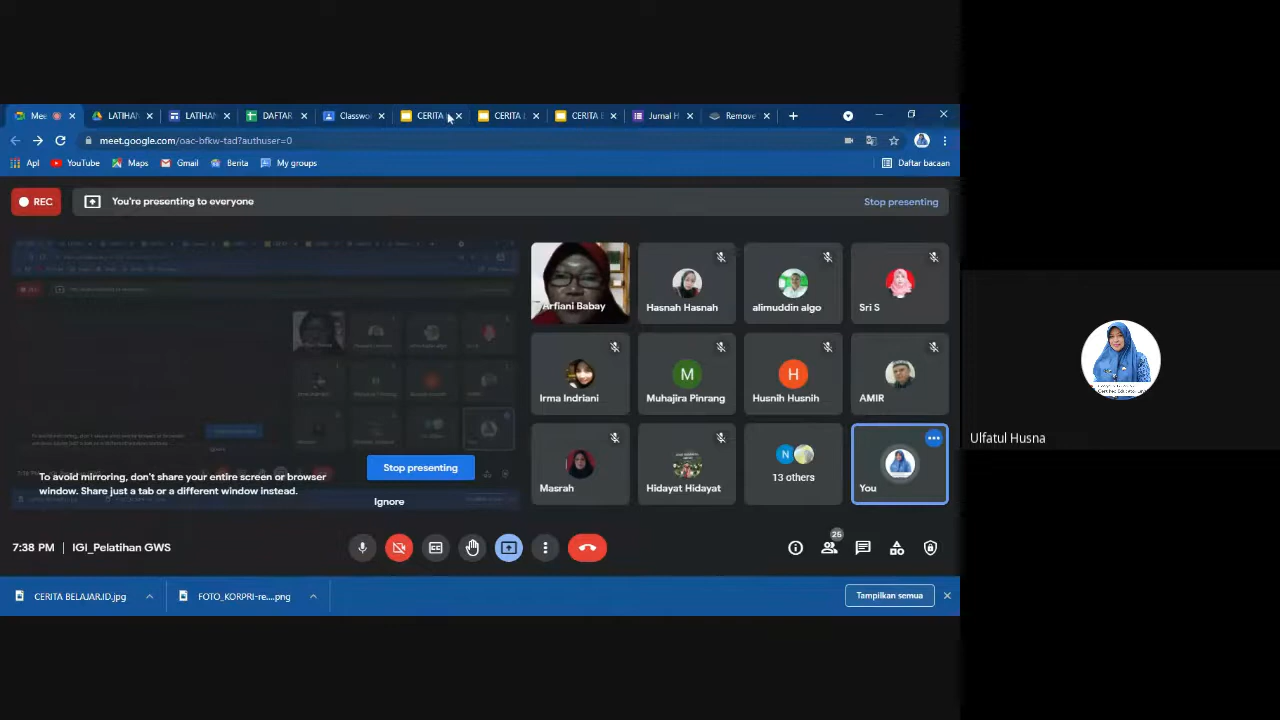 Mee
LATIHAN
LATIHAN
DAFTAR
Classwo
CERITA
CERITA B
CERITA B
Jurnal H
Remove
meet.google.com/oac-bfkw-tad?authuser=0
Apl
YouTube
Maps
Gmail
Berita
My groups
Daftar bacaan
REC
You're presenting to everyone
Stop presenting
Arfiani Babay
Hasnah Hasnah
alimuddin algo
Sri S
Irma Indriani
Muhajira Pinrang
Husnih Husnih
AMIR
M
H
Masrah
Hidayat Hidayat
N
13 others
You
To avoid mirroring, don't share your entire screen or browser
window. Share just a tab or a different window instead.
Stop presenting
Ignore
Ulfatul Husna
7:38 PM | IGI_Pelatihan GWS
25
CERITA BELAJAR.ID.jpg
FOTO_KORPRI-re....png
Tampilkan semua